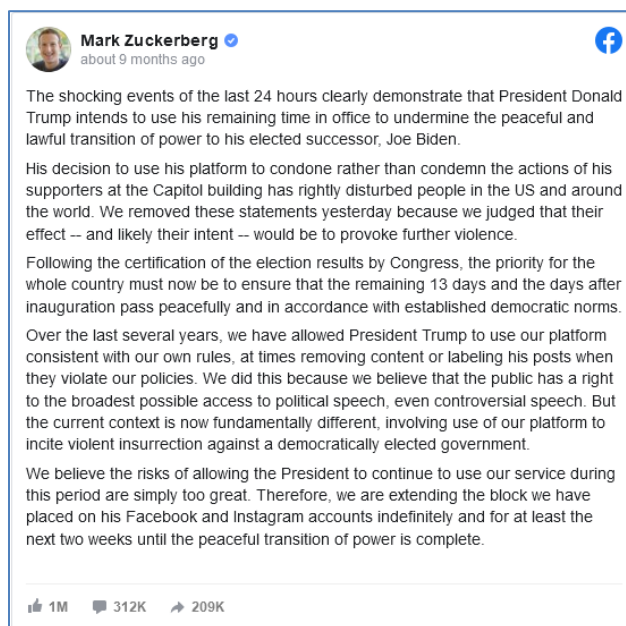 Mark Zuckerberg
about 9 months ago
The shocking events of the last 24 hours clearly demonstrate that President Donald
Trump intends to use his remaining time in office to undermine the peaceful and
lawful transition of power to his elected successor, Joe Biden.
His decision to use his platform to condone rather than condemn the actions of his
supporters at the Capitol building has rightly disturbed people in the US and around
the world. We removed these statements yesterday because we judged that their
effect -- and likely their intent -- would be to provoke further violence.
Following the certification of the election results by Congress, the priority for the
whole country must now be to ensure that the remaining 13 days and the days after
inauguration pass peacefully and in accordance with established democratic norms.
Over the last several years, we have allowed President Trump to use our platform
consistent with our own rules, at times removing content or labeling his posts when
they violate our policies. We did this because we believe that the public has a right
to the broadest possible access to political speech, even controversial speech. But
the current context is now fundamentally different, involving use of our platform to
incite violent insurrection against a democratically elected government.
We believe the risks of allowing the President to continue to use our service during
this period are simply too great. Therefore, we are extending the block we have
placed on his Facebook and Instagram accounts indefinitely and for at least the
next two weeks until the peaceful transition of power is complete.
1M 312K 209K